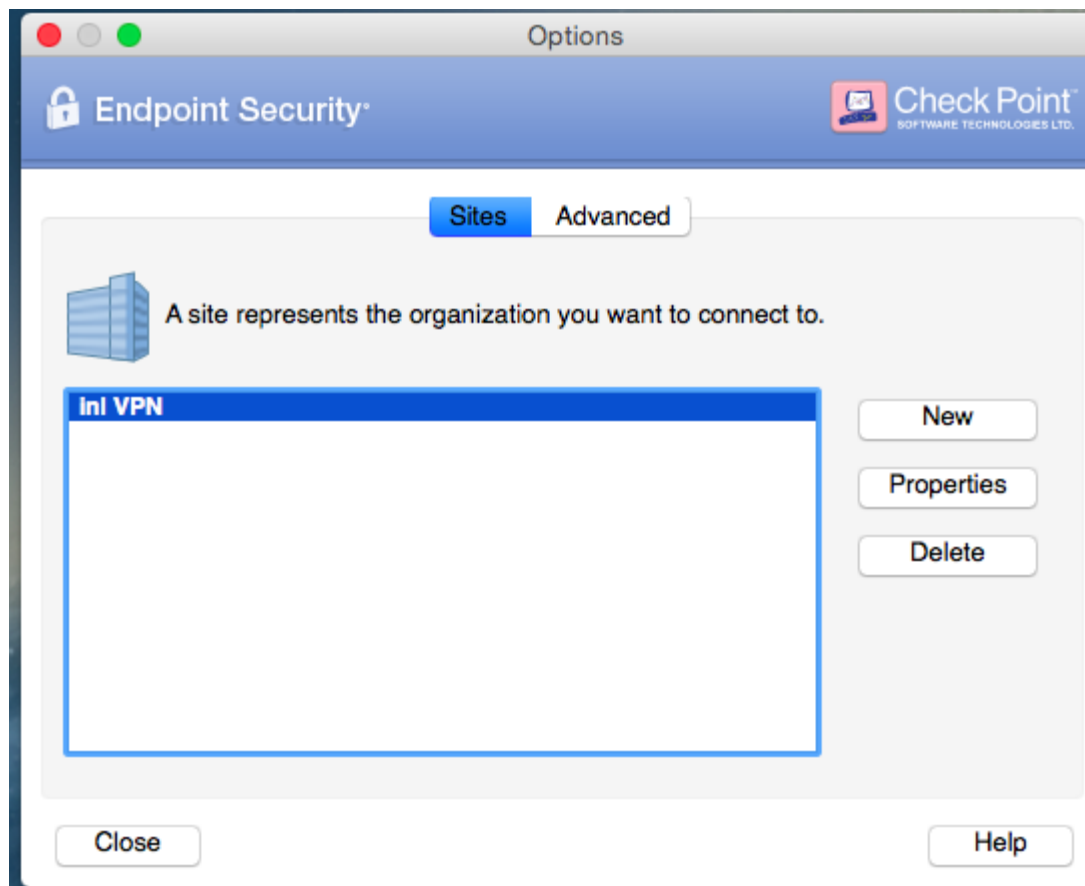 Options
Endpoint Security
Check Point™
SOFTWARE TECHNOLOGIES LTD.
Sites
Advanced
A site represents the organization you want to connect to.
inl VPN
New
Properties
Delete
Close
Help